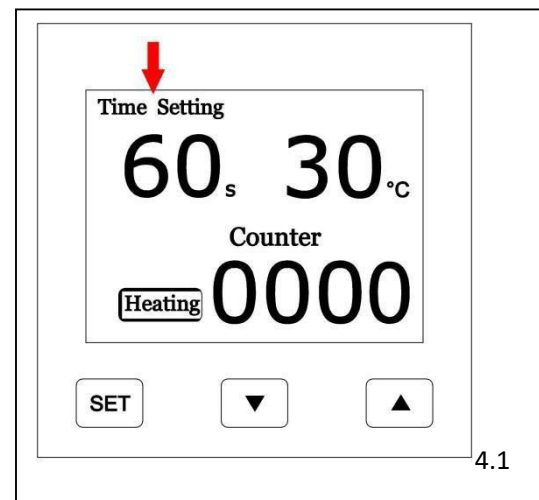 Time Setting
60s 30°C
Counter
Heating 0000
SET ▼ ▲
4.1